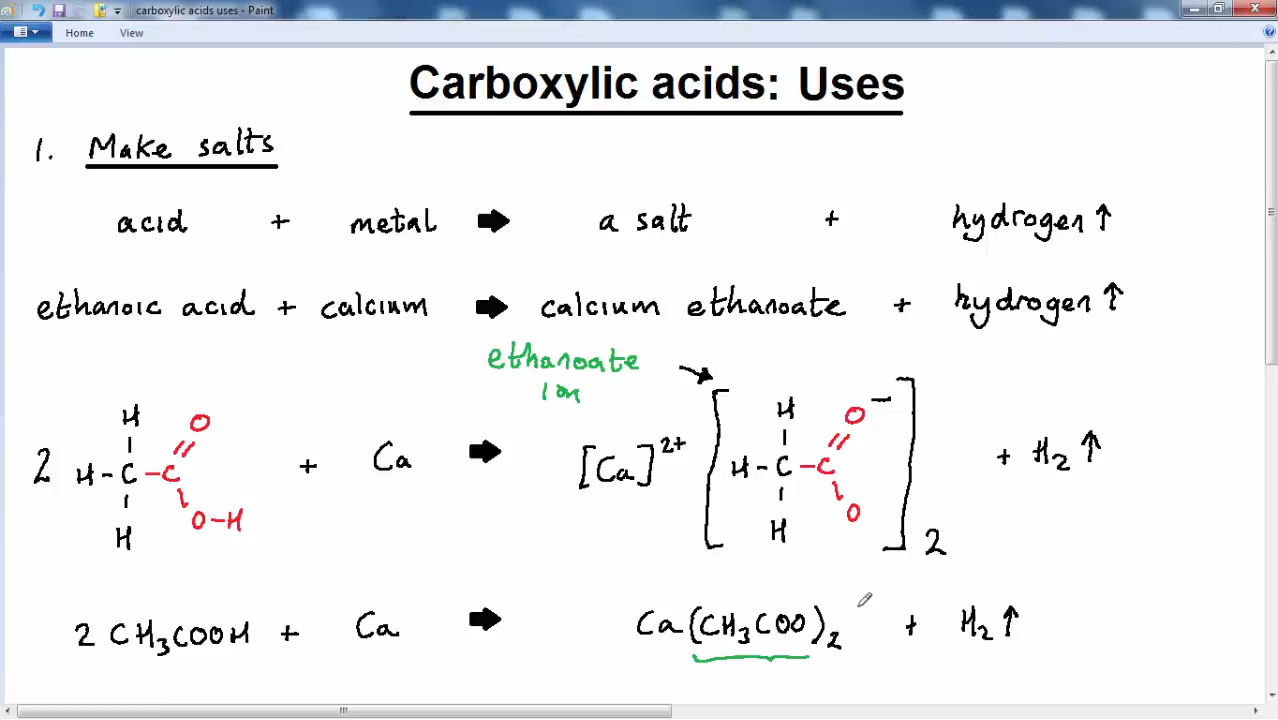 carboxylic acids uses - Paint
Home View
Carboxylic acids: Uses
1. Make salts
acid + metal → a salt + hydrogen ↑
ethanoic acid + calcium → calcium ethanoate + hydrogen ↑
ethanoate
ion
H O H O −
2 H-C-C + Ca → [Ca]²⁺ [H-C-C]₂ + H₂ ↑
H O-H H O
2 CH₃COOH + Ca → Ca(CH₃COO)₂ + H₂ ↑